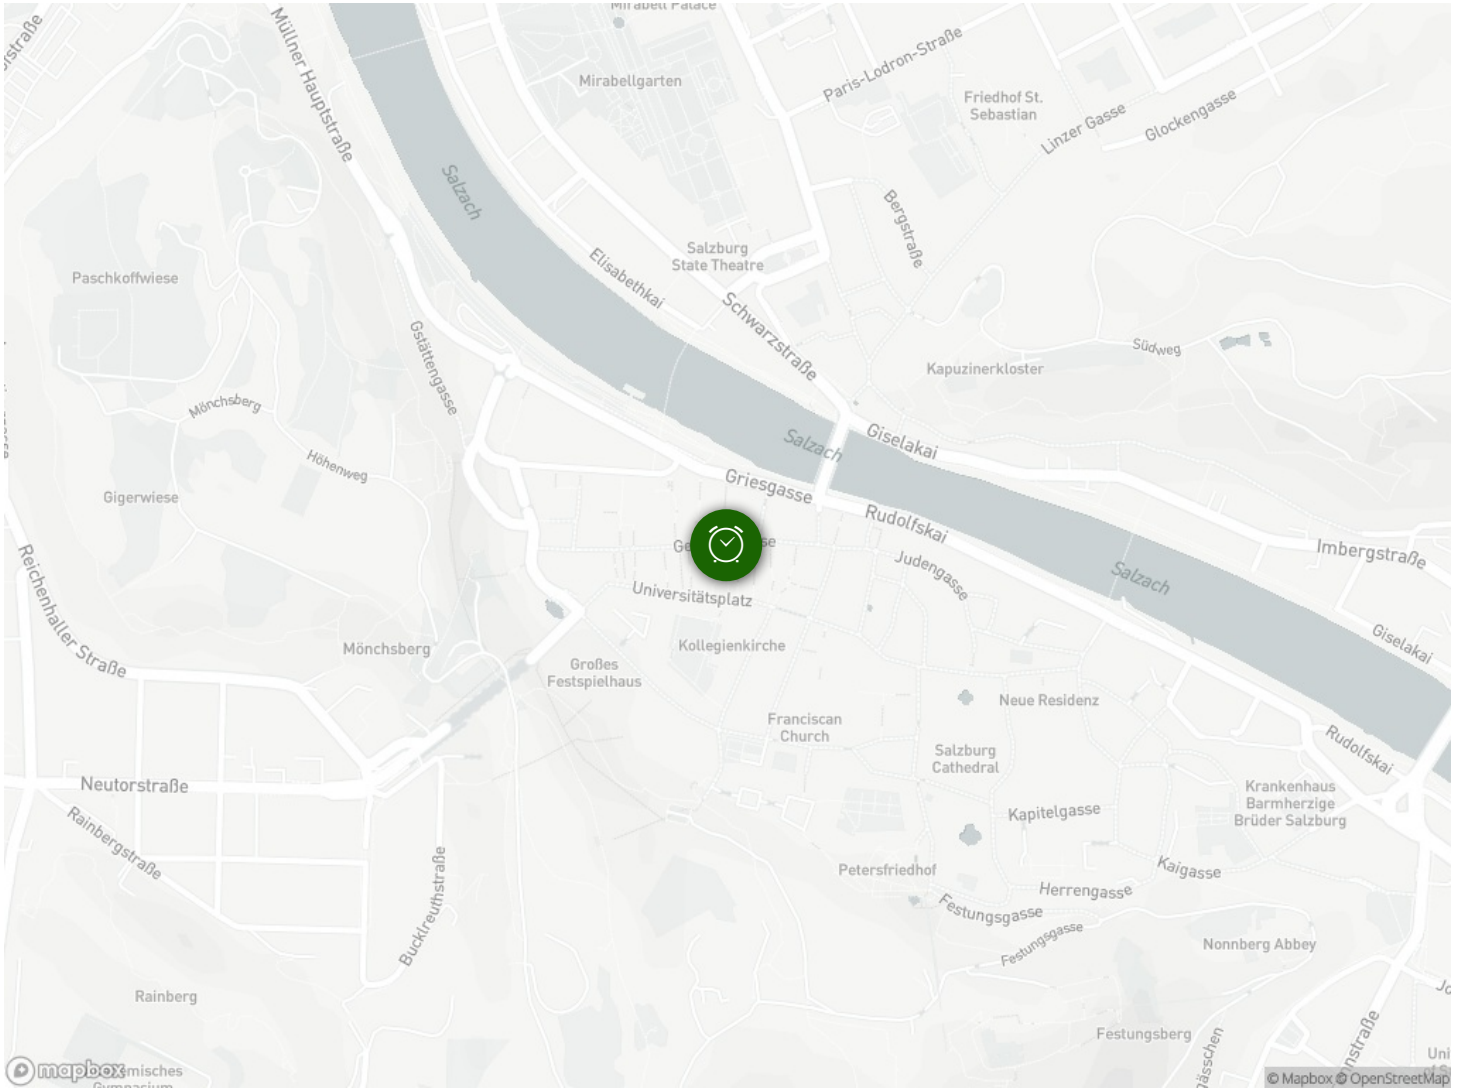 Mirabell Palace
Müllner Hauptstraße
Mirabellgarten
Paris-Lodron-Straße
Friedhof St.
Sebastian
Linzer Gasse
Glockengasse
Salzach
Bergstraße
Paschkoffwiese
Elisabethkai
Salzburg
State Theatre
Schwarzstraße
Gstättengasse
Südweg
Kapuzinerkloster
Mönchsberg
Höhenweg
Gigerwiese
Salzach
Giselakai
Griesgasse
Rudolfskai
Judengasse
Imbergstraße
Salzach
Reichenhaller Straße
Universitätsplatz
Kollegienkirche
Mönchsberg
Großes
Festspielhaus
Giselakai
Neue Residenz
Franciscan
Church
Salzburg
Cathedral
Rudolfskai
Neutorstraße
Krankenhaus
Barmherzige
Brüder Salzburg
Kapitelgasse
Rainbergstraße
Petersfriedhof
Kaigasse
Herrengasse
Festungsgasse
Bucklreuthstraße
Festungsgasse
Nonnberg Abbey
Rainberg
Festungsberg
mapbox
Gymnasium
© Mapbox © OpenStreetMap